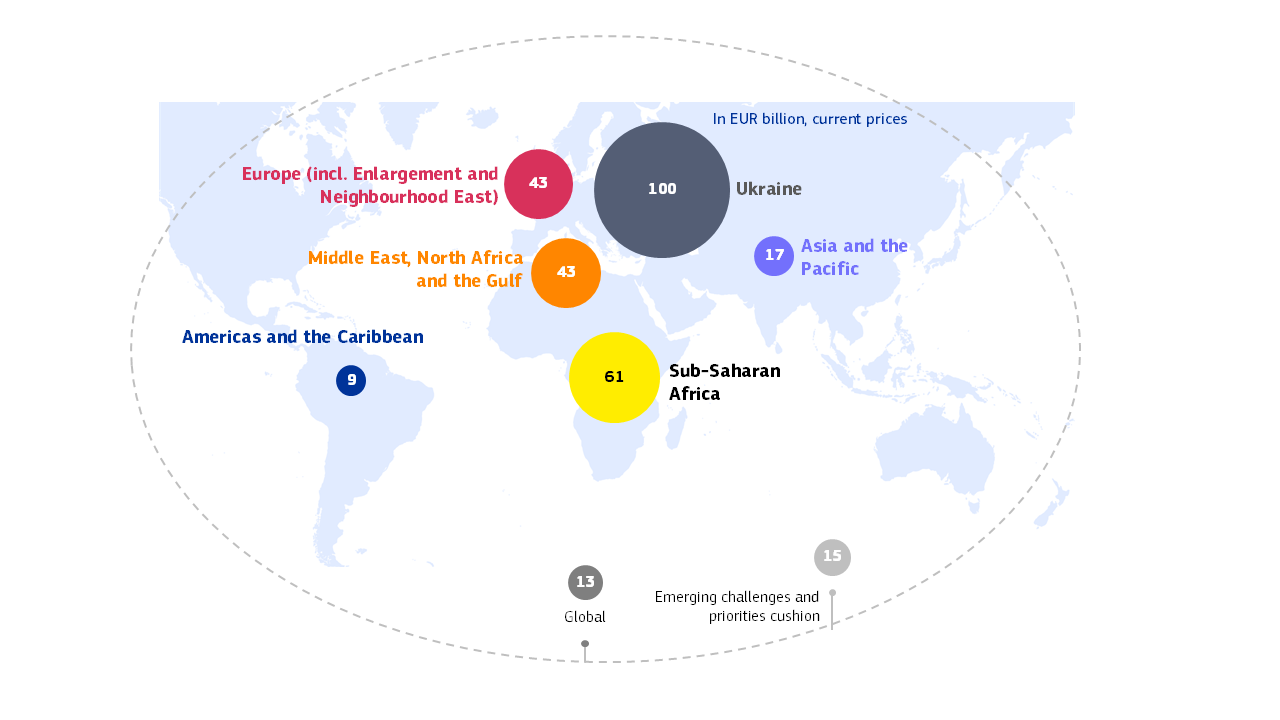 In EUR billion, current prices
Europe (incl. Enlargement and
Neighbourhood East)
43
100
Ukraine
Middle East, North Africa
and the Gulf
43
17
Asia and the
Pacific
Americas and the Caribbean
9
61
Sub-Saharan
Africa
13
Global
15
Emerging challenges and
priorities cushion